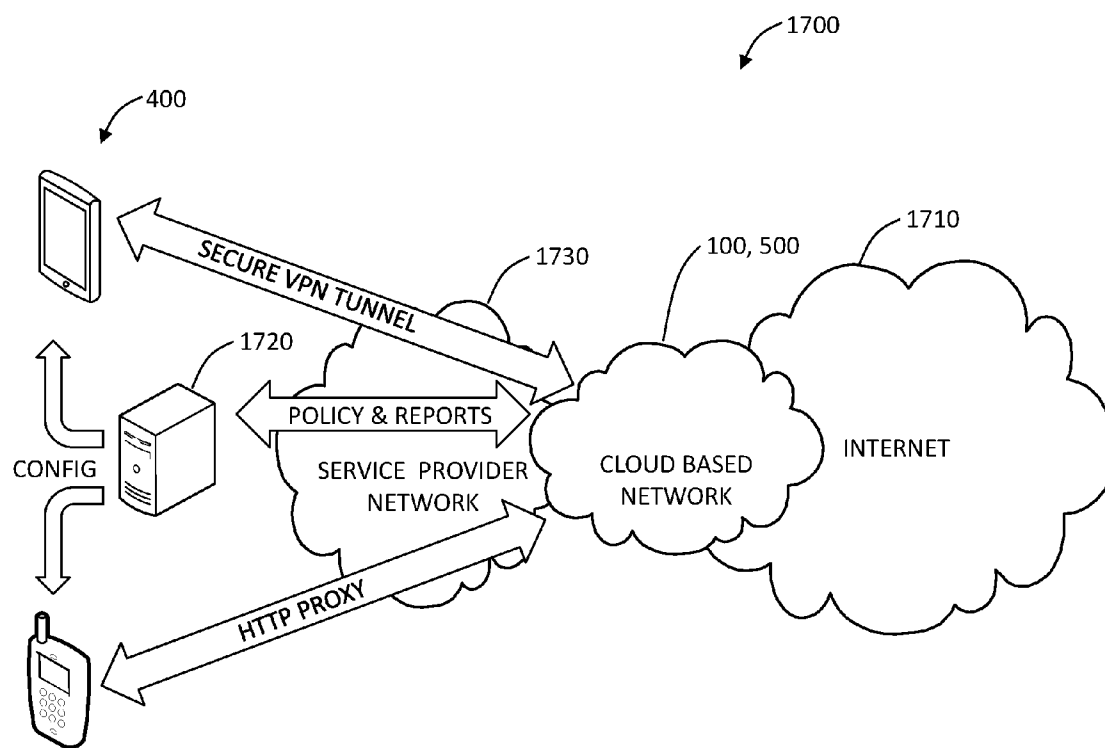 1700
400
1710
100, 500
1730
SECURE VPN TUNNEL
1720
POLICY & REPORTS
INTERNET
CONFIG
SERVICE PROVIDER
NETWORK
CLOUD BASED
NETWORK
HTTP PROXY